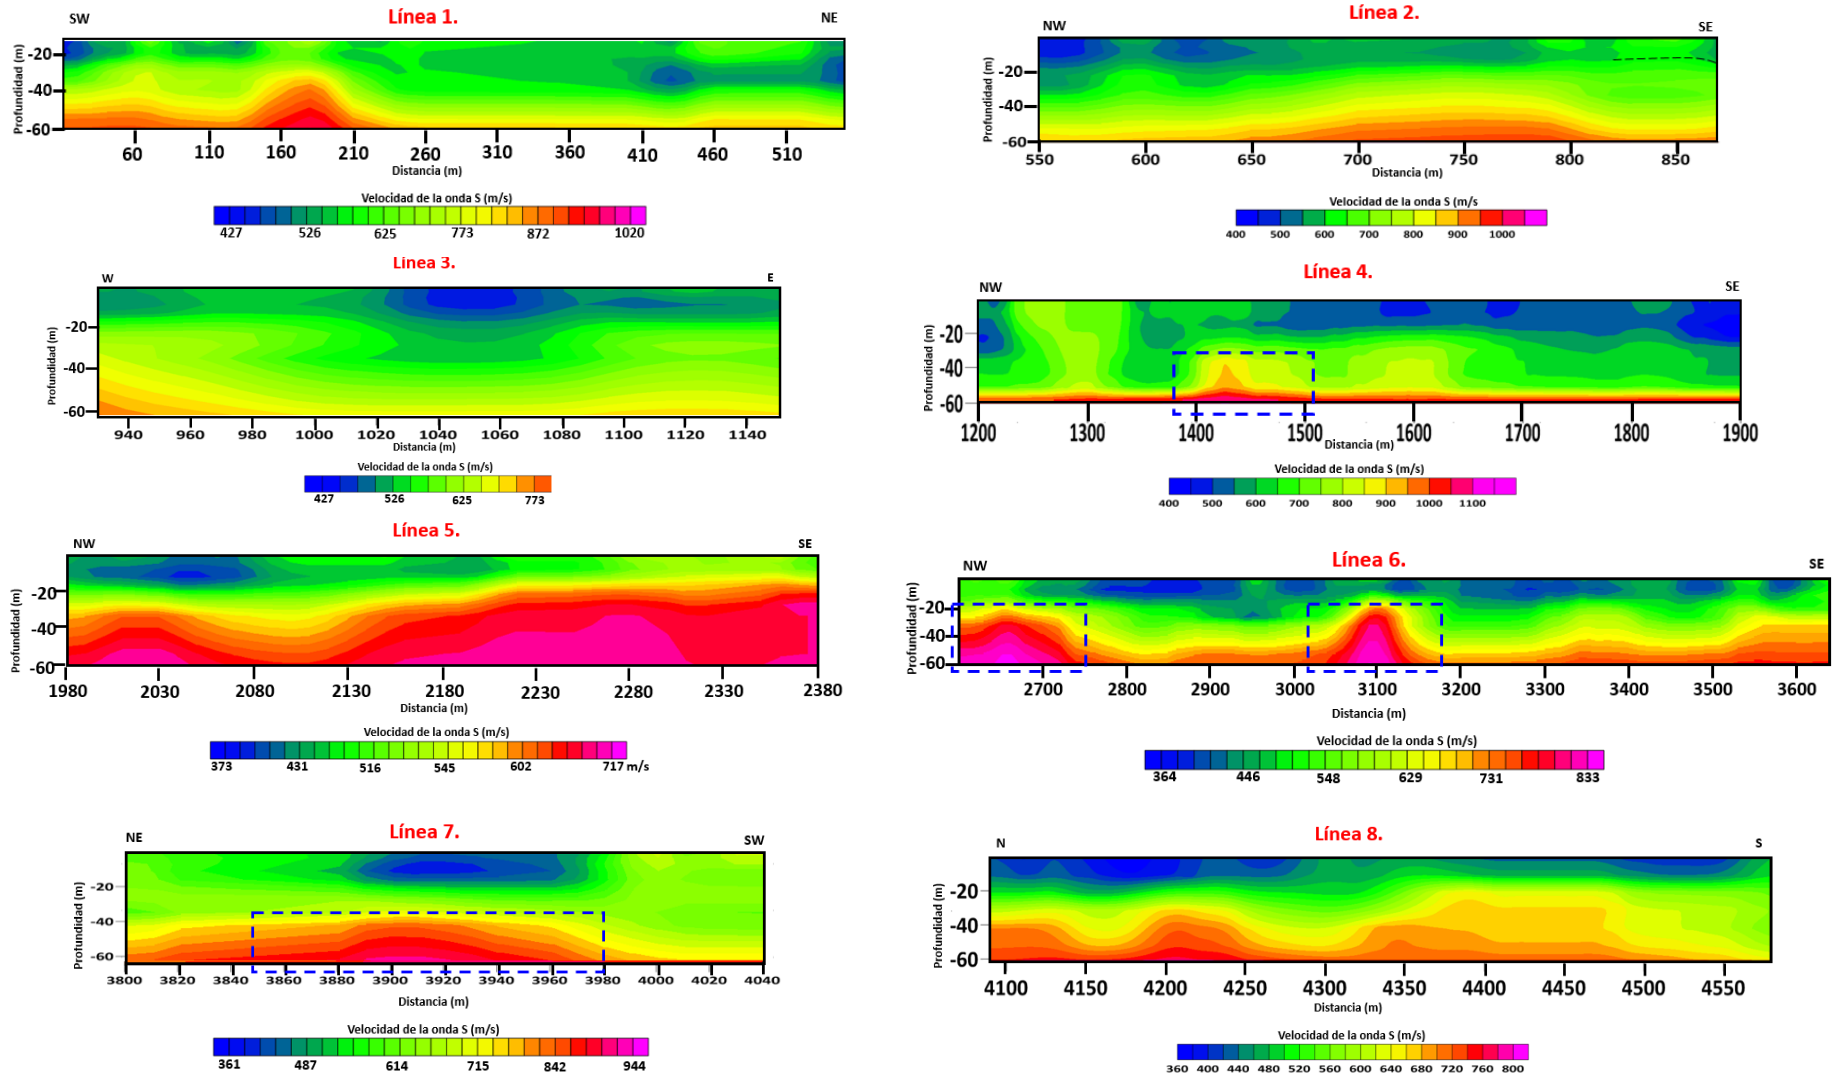 Línea 1.
SW
NE
Profundidad (m)
-20
-40
-60
60 110 160 210 260 310 360 410 460 510
Distancia (m)
Velocidad de la onda S (m/s)
427 526 625 773 872 1020
Línea 2.
NW
SE
Profundidad (m)
-20
-40
-60
550 600 650 700 750 800 850
Distancia (m)
Velocidad de la onda S (m/s
400 500 600 700 800 900 1000
Línea 3.
W
E
Profundidad (m)
-20
-40
-60
940 960 980 1000 1020 1040 1060 1080 1100 1120 1140
Distancia (m)
Velocidad de la onda S (m/s)
427 526 625 773
Línea 4.
NW
SE
Profundidad (m)
-20
-40
-60
1200 1300 1400 1500 1600 1700 1800 1900
Distancia (m)
Velocidad de la onda S (m/s)
400 500 600 700 800 900 1000 1100
Línea 5.
NW
SE
Profundidad (m)
-20
-40
-60
1980 2030 2080 2130 2180 2230 2280 2330 2380
Distancia (m)
Velocidad de la onda S (m/s)
373 431 516 545 602 717 m/s
Línea 6.
NW
SE
Profundidad (m)
-20
-40
-60
2700 2800 2900 3000 3100 3200 3300 3400 3500 3600
Distancia (m)
Velocidad de la onda S (m/s)
364 446 548 629 731 833
Línea 7.
NE
SW
Profundidad (m)
-20
-40
-60
3800 3820 3840 3860 3880 3900 3920 3940 3960 3980 4000 4020 4040
Distancia (m)
Velocidad de la onda S (m/s)
361 487 614 715 842 944
Línea 8.
N
S
Profundidad (m)
-20
-40
-60
4100 4150 4200 4250 4300 4350 4400 4450 4500 4550
Distancia (m)
Velocidad de la onda S (m/s)
360 400 440 480 520 560 600 640 680 720 760 800